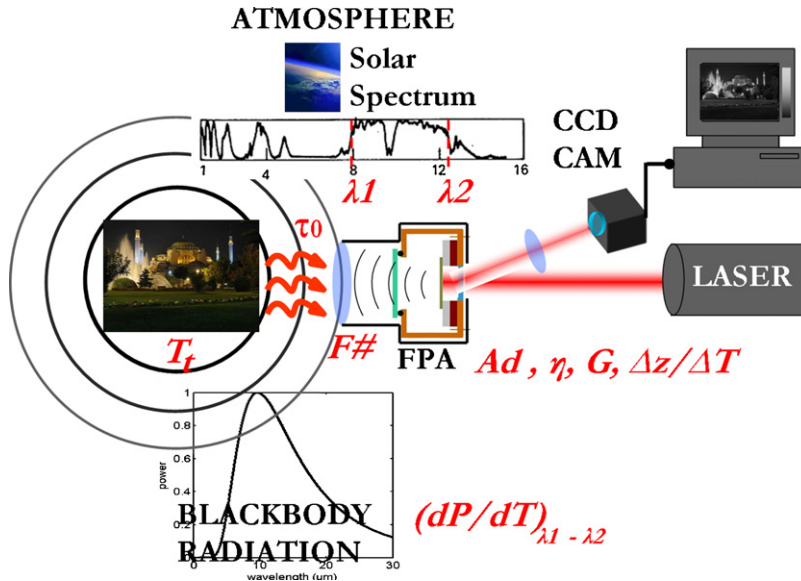 ATMOSPHERE
Solar
Spectrum
CCD
CAM
1 4 8 12 16
λ1 λ2
τ0
LASER
T_t
F#
FPA
Ad , η, G, Δz/ΔT
1
0.8
0.6
0.4
0.2
0
power
0 10 20 30
wavelength (um)
BLACKBODY
RADIATION
(dP/dT)λ1 - λ2